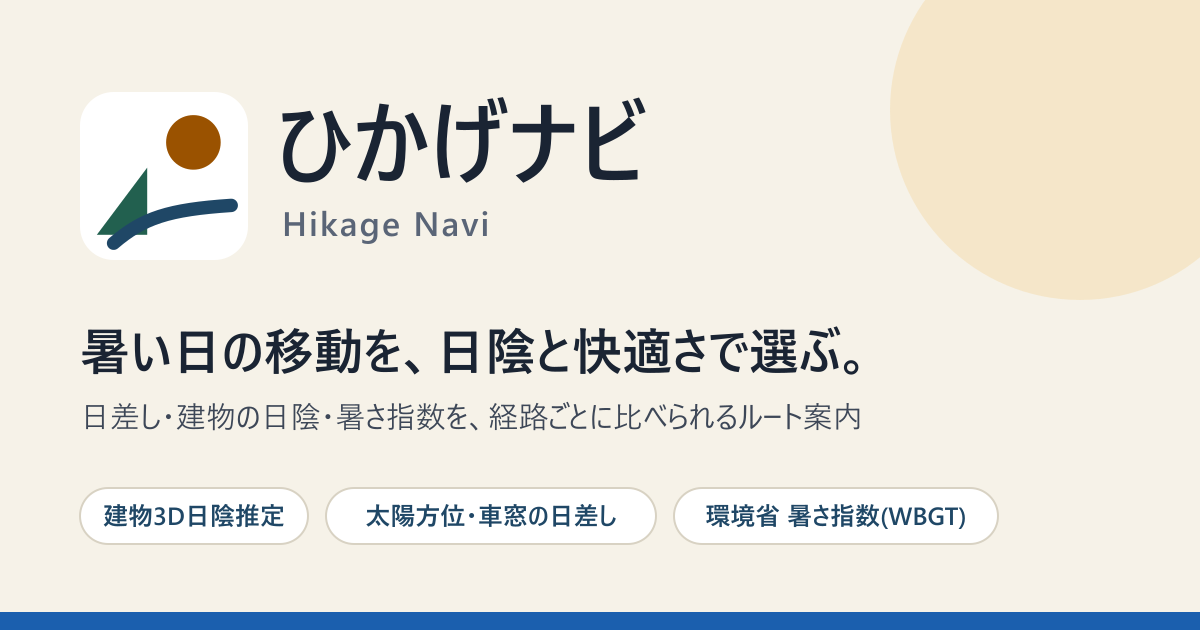 ひかげナビ
Hikage Navi
暑い日の移動を、日陰と快適さで選ぶ。
日差し・建物の日陰・暑さ指数を、経路ごとに比べられるルート案内
建物3D日陰推定
太陽方位・車窓の日差し
環境省 暑さ指数(WBGT)